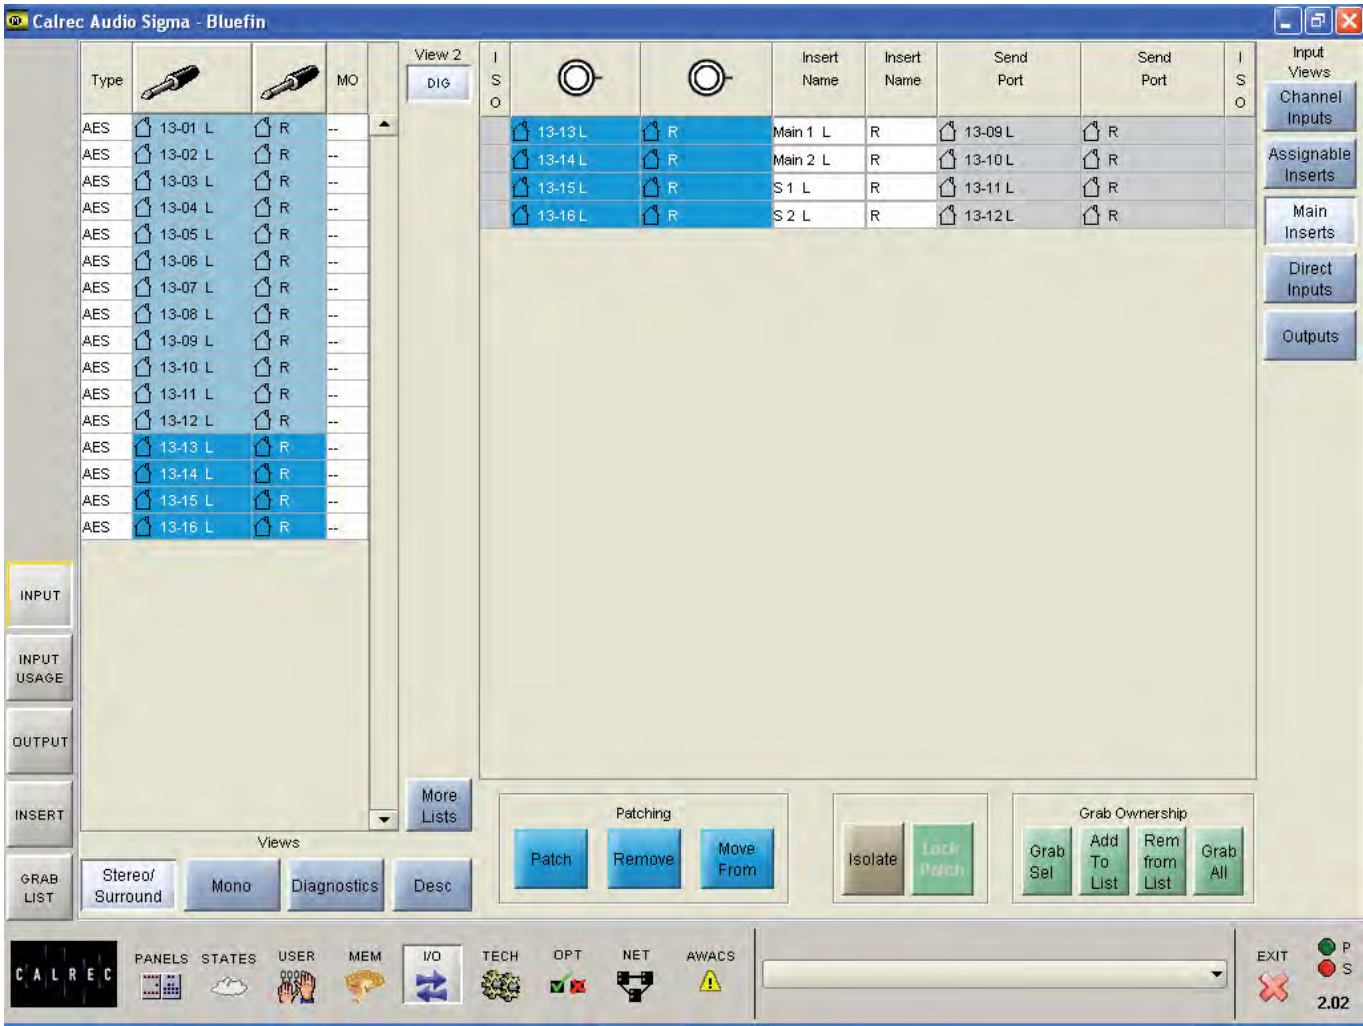 Calrec Audio Sigma - Bluefin
Type MO
AES 13-01 L R --
AES 13-02 L R --
AES 13-03 L R --
AES 13-04 L R --
AES 13-05 L R --
AES 13-06 L R --
AES 13-07 L R --
AES 13-08 L R --
AES 13-09 L R --
AES 13-10 L R --
AES 13-11 L R --
AES 13-12 L R --
AES 13-13 L R --
AES 13-14 L R --
AES 13-15 L R --
AES 13-16 L R --
View 2
DIG
More
Lists
I
S
O
Insert
Name
Insert
Name
Send
Port
Send
Port
I
S
O
13-13 L R Main 1 L R 13-09 L R
13-14 L R Main 2 L R 13-10 L R
13-15 L R S 1 L R 13-11 L R
13-16 L R S 2 L R 13-12 L R
Input
Views
Channel
Inputs
Assignable
Inserts
Main
Inserts
Direct
Inputs
Outputs
INPUT
INPUT
USAGE
OUTPUT
INSERT
GRAB
LIST
Views
Stereo/
Surround
Mono
Diagnostics
Desc
Patching
Patch
Remove
Move
From
Isolate
Lock
Patch
Grab Ownership
Grab
Sel
Add
To
List
Rem
from
List
Grab
All
CALREC
PANELS
STATES
USER
MEM
I/O
TECH
OPT
NET
AWACS
EXIT
P
S
2.02